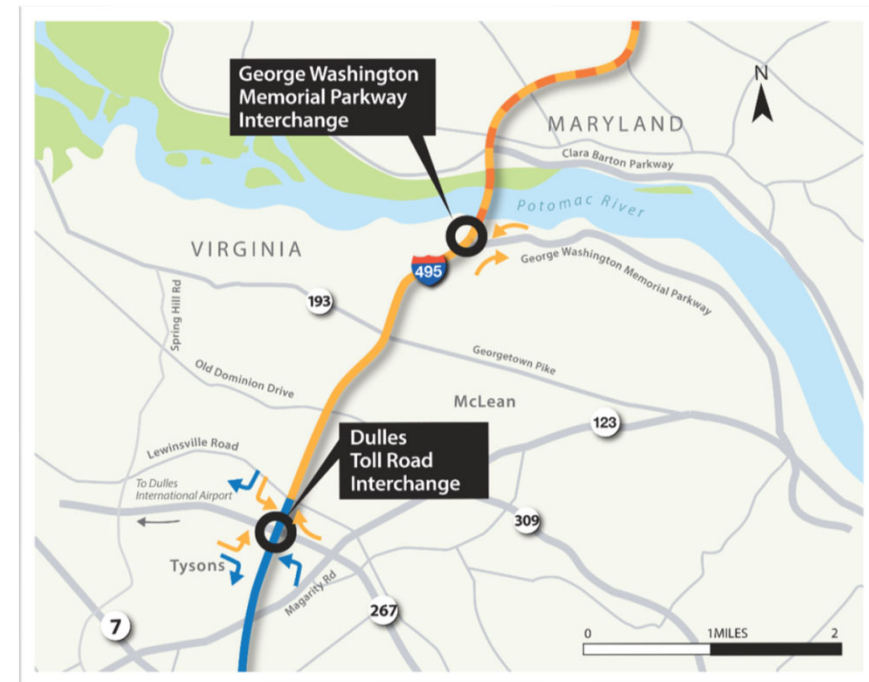 George Washington
Memorial Parkway
Interchange
N
MARYLAND
Clara Barton Parkway
Potomac River
VIRGINIA
495
George Washington Memorial Parkway
193
Spring Hill Rd
Georgetown Pike
Old Dominion Drive
McLean
123
Dulles
Toll Road
Interchange
Lewinsville Road
To Dulles
International Airport
309
Tysons
Magarity Rd
267
7
0 1 MILES 2